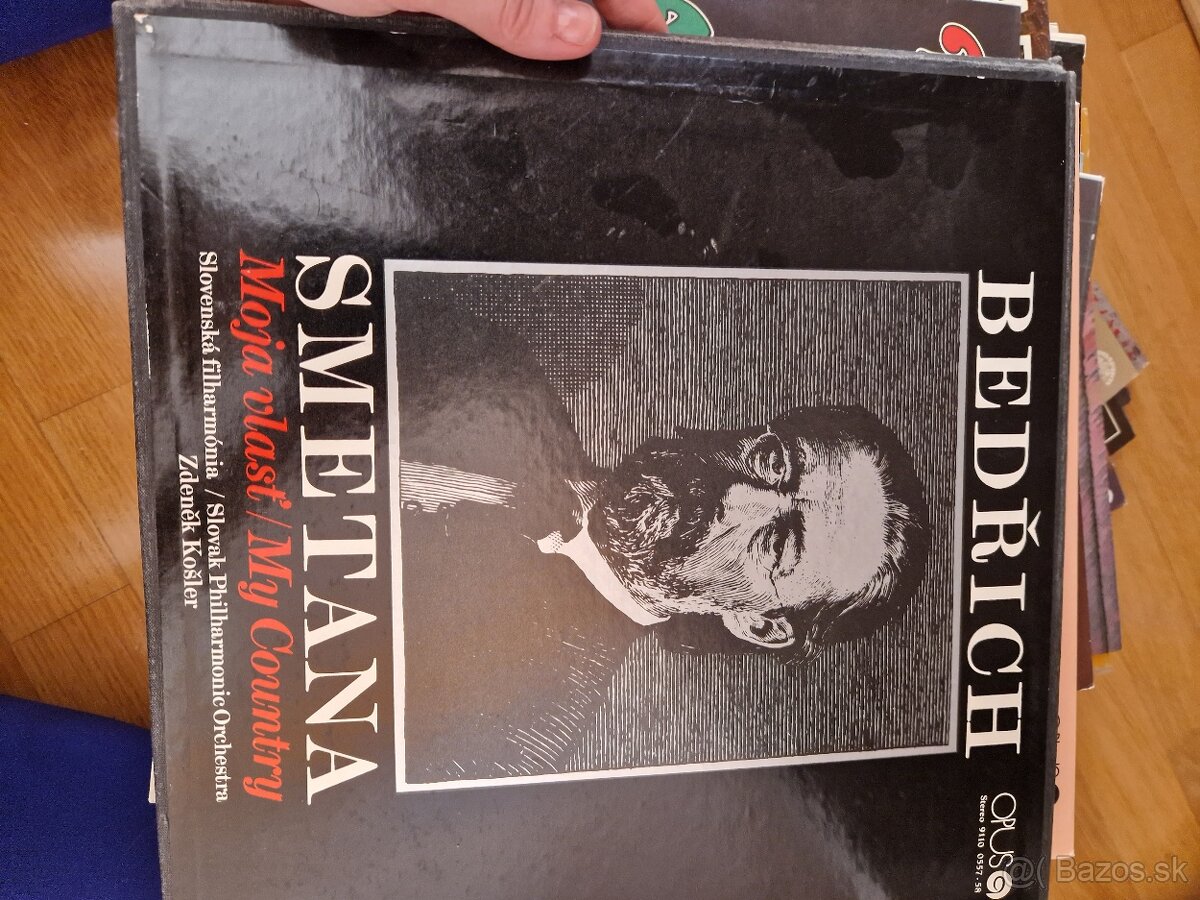 BEDŘICH
OPUS
Stereo 9110 0557-58
SMETANA
Moja vlasť/My Country
Slovenská filharmónia / Slovak Philharmonic Orchestra
Zdeněk Košler
@( Bazos.sk